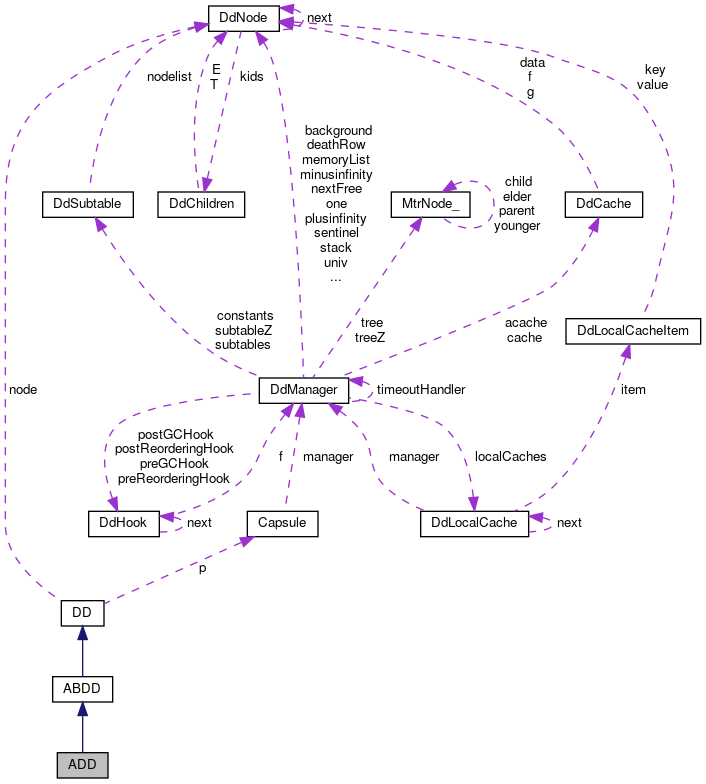 DdNode
next
data
f
g
key
value
nodelist
E
T
kids
background
deathRow
memoryList
minusinfinity
nextFree
one
plusinfinity
sentinel
stack
univ
...
child
elder
parent
younger
DdSubtable
DdChildren
MtrNode_
DdCache
constants
subtableZ
subtables
tree
treeZ
acache
cache
DdLocalCacheItem
node
DdManager
timeoutHandler
item
postGCHook
postReorderingHook
preGCHook
preReorderingHook
f
manager
manager
localCaches
DdHook
next
Capsule
DdLocalCache
next
p
DD
ABDD
ADD